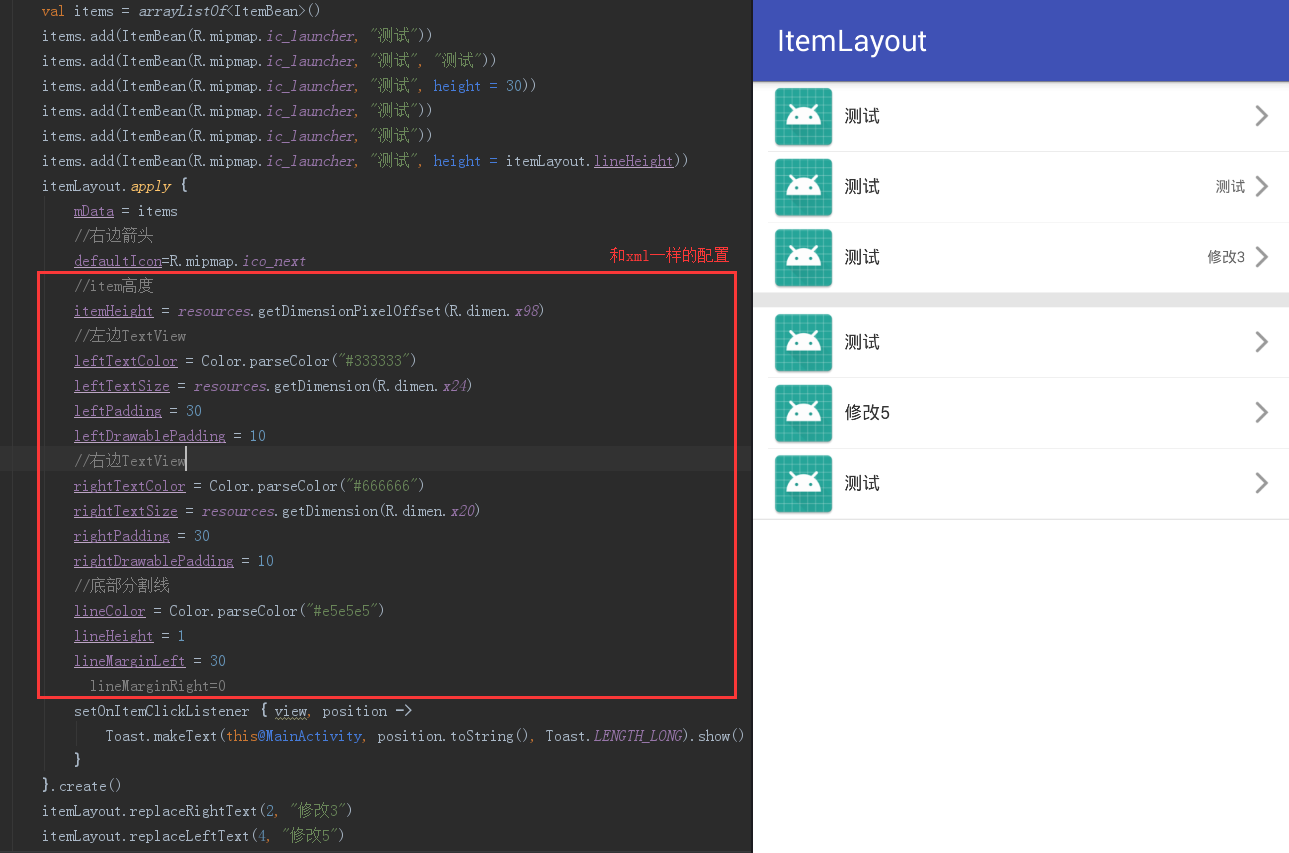 val items = arrayListOf<ItemBean>()
items.add(ItemBean(R.mipmap.ic_launcher, "测试"))
items.add(ItemBean(R.mipmap.ic_launcher, "测试", "测试"))
items.add(ItemBean(R.mipmap.ic_launcher, "测试", height = 30))
items.add(ItemBean(R.mipmap.ic_launcher, "测试"))
items.add(ItemBean(R.mipmap.ic_launcher, "测试"))
items.add(ItemBean(R.mipmap.ic_launcher, "测试", height = itemLayout.lineHeight))
itemLayout.apply {
mData = items
//右边箭头
defaultIcon=R.mipmap.ico_next
和xml一样的配置
//item高度
itemHeight = resources.getDimensionPixelOffset(R.dimen.x98)
//左边TextView
leftTextColor = Color.parseColor("#333333")
leftTextSize = resources.getDimension(R.dimen.x24)
leftPadding = 30
leftDrawablePadding = 10
//右边TextView
rightTextColor = Color.parseColor("#666666")
rightTextSize = resources.getDimension(R.dimen.x20)
rightPadding = 30
rightDrawablePadding = 10
//底部分割线
lineColor = Color.parseColor("#e5e5e5")
lineHeight = 1
lineMarginLeft = 30
lineMarginRight=0
setOnItemClickListener { view, position ->
Toast.makeText(this@MainActivity, position.toString(), Toast.LENGTH_LONG).show()
}
}.create()
itemLayout.replaceRightText(2, "修改3")
itemLayout.replaceLeftText(4, "修改5")
ItemLayout
测试
测试 测试
测试 修改3
测试
修改5
测试